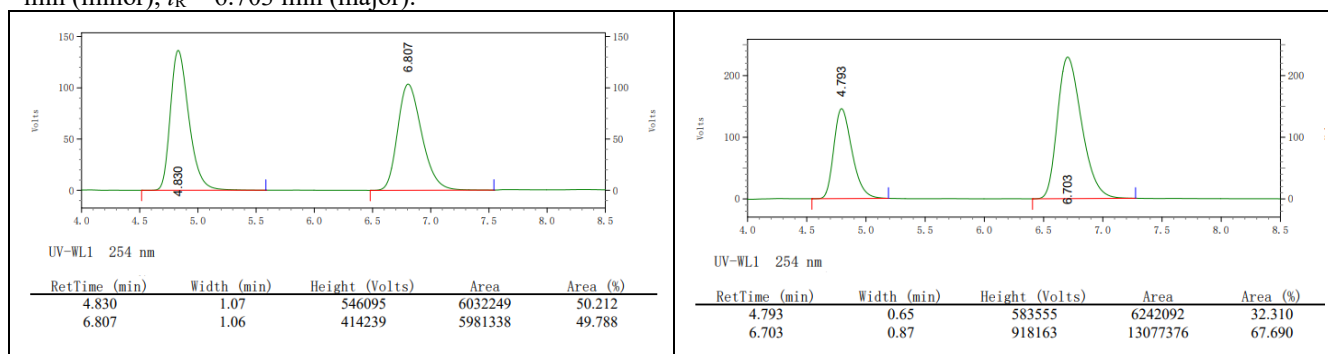 min (minor), tR = 6.703 min (major).
150
100
50
0
Volts
4.830
6.807
150
100
50
0
Volts
4.0 4.5 5.0 5.5 6.0 6.5 7.0 7.5 8.0 8.5
UV-WL1 254 nm
RetTime (min) Width (min) Height (Volts) Area Area (%)
4.830 1.07 546095 6032249 50.212
6.807 1.06 414239 5981338 49.788
200
100
0
Volts
4.793
6.703
200
100
0
Volts
4.0 4.5 5.0 5.5 6.0 6.5 7.0 7.5 8.0 8.5
UV-WL1 254 nm
RetTime (min) Width (min) Height (Volts) Area Area (%)
4.793 0.65 583555 6242092 32.310
6.703 0.87 918163 13077376 67.690